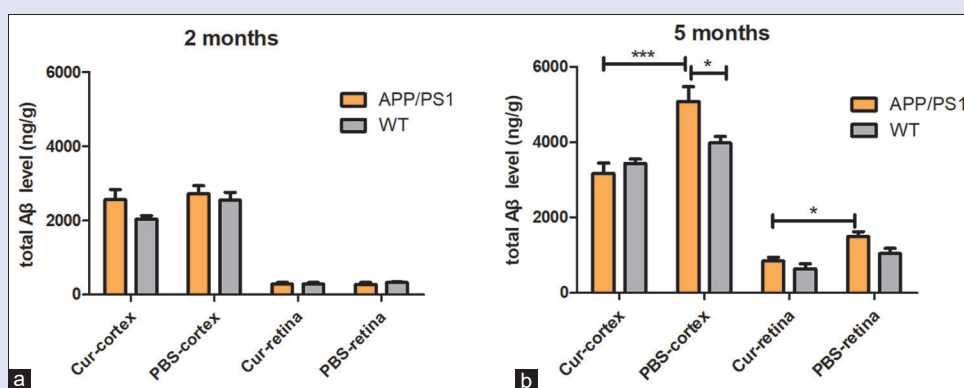 2 months
total Aβ level (ng/g)
6000
4000
2000
0
APP/PS1
WT
Cur-cortex
PBS-cortex
Cur-retina
PBS-retina
a
5 months
total Aβ level (ng/g)
6000
4000
2000
0
***
*
*
APP/PS1
WT
Cur-cortex
PBS-cortex
Cur-retina
PBS-retina
b